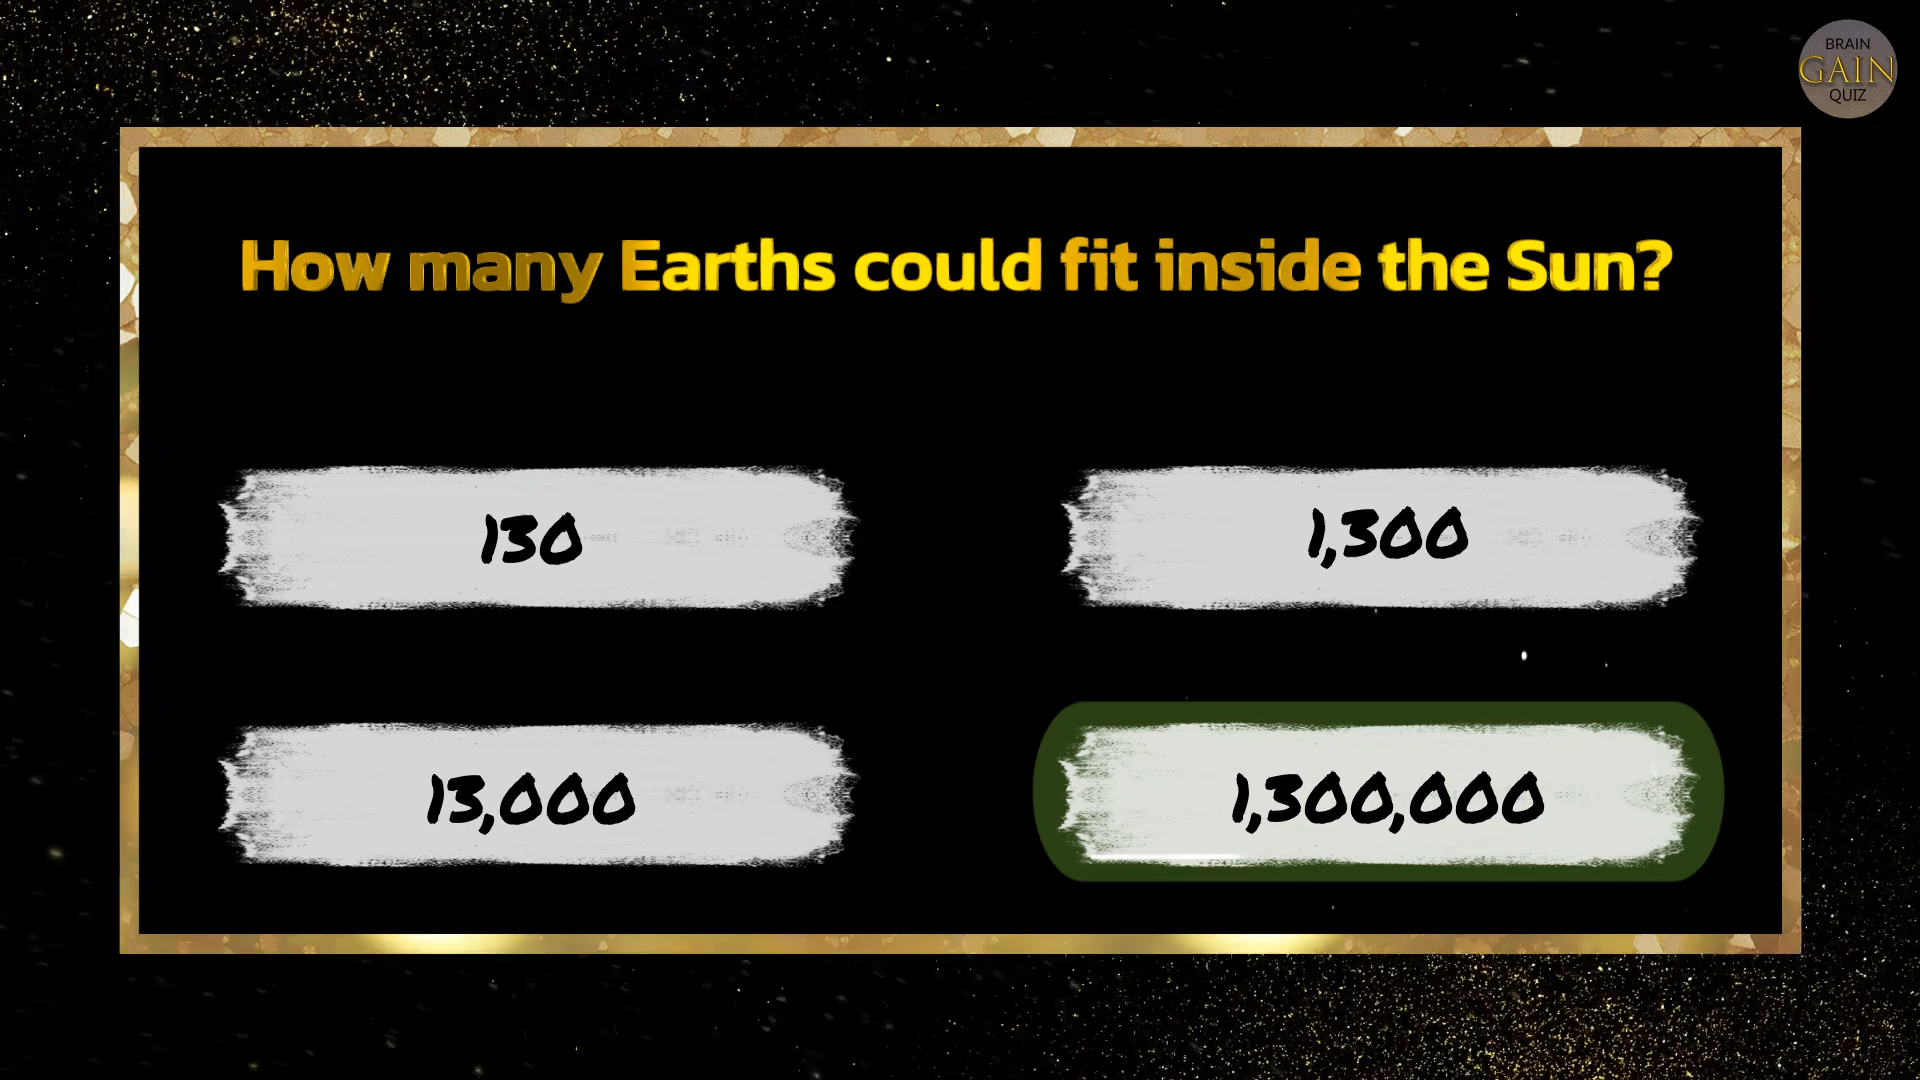 BRAIN
GAIN
QUIZ
How many Earths could fit inside the Sun?
130
1,300
13,000
1,300,000